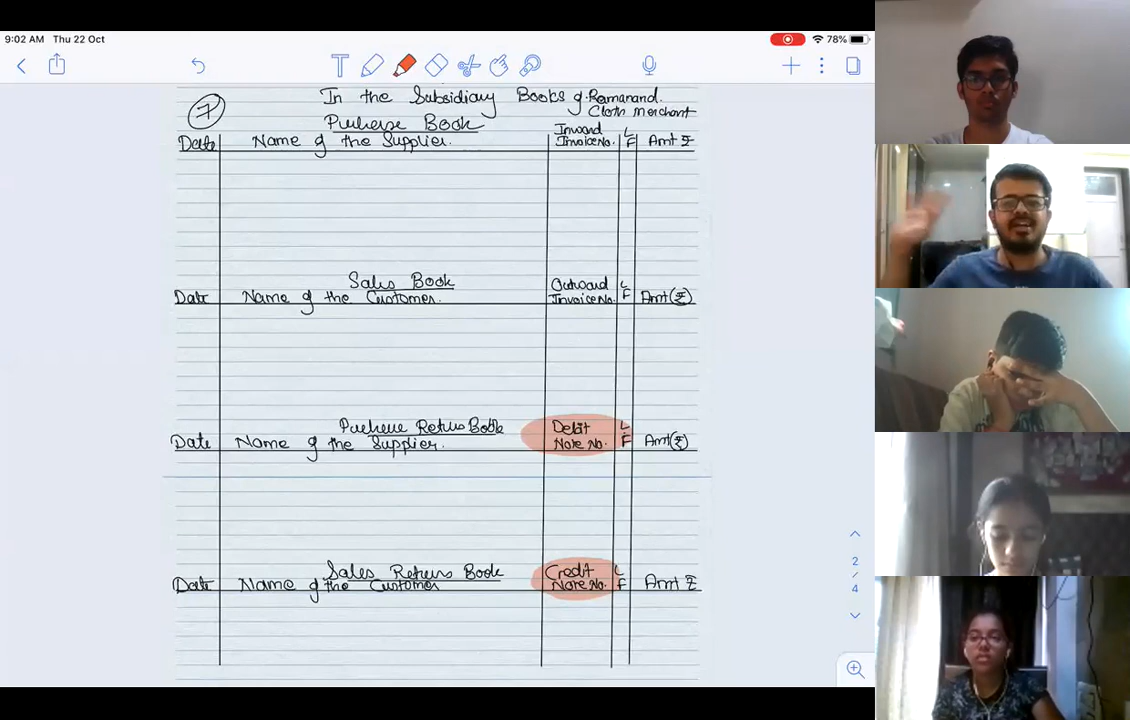 9:02 AM Thu 22 Oct
78%
7
In the Subsidiary Books of Ramanand.
Cloth Merchant
Purchase Book
Date Name of the Supplier. Inward Invoice No. L F Amt ₹
Sales Book
Date Name of the Customer. Outward Invoice No. L F Amt (₹)
Purchase Return Book
Date Name of the Supplier. Debit Note No. L F Amt (₹)
Sales Return Book
Date Name of the Customer Credit Note No. L F Amt ₹
2
/
4